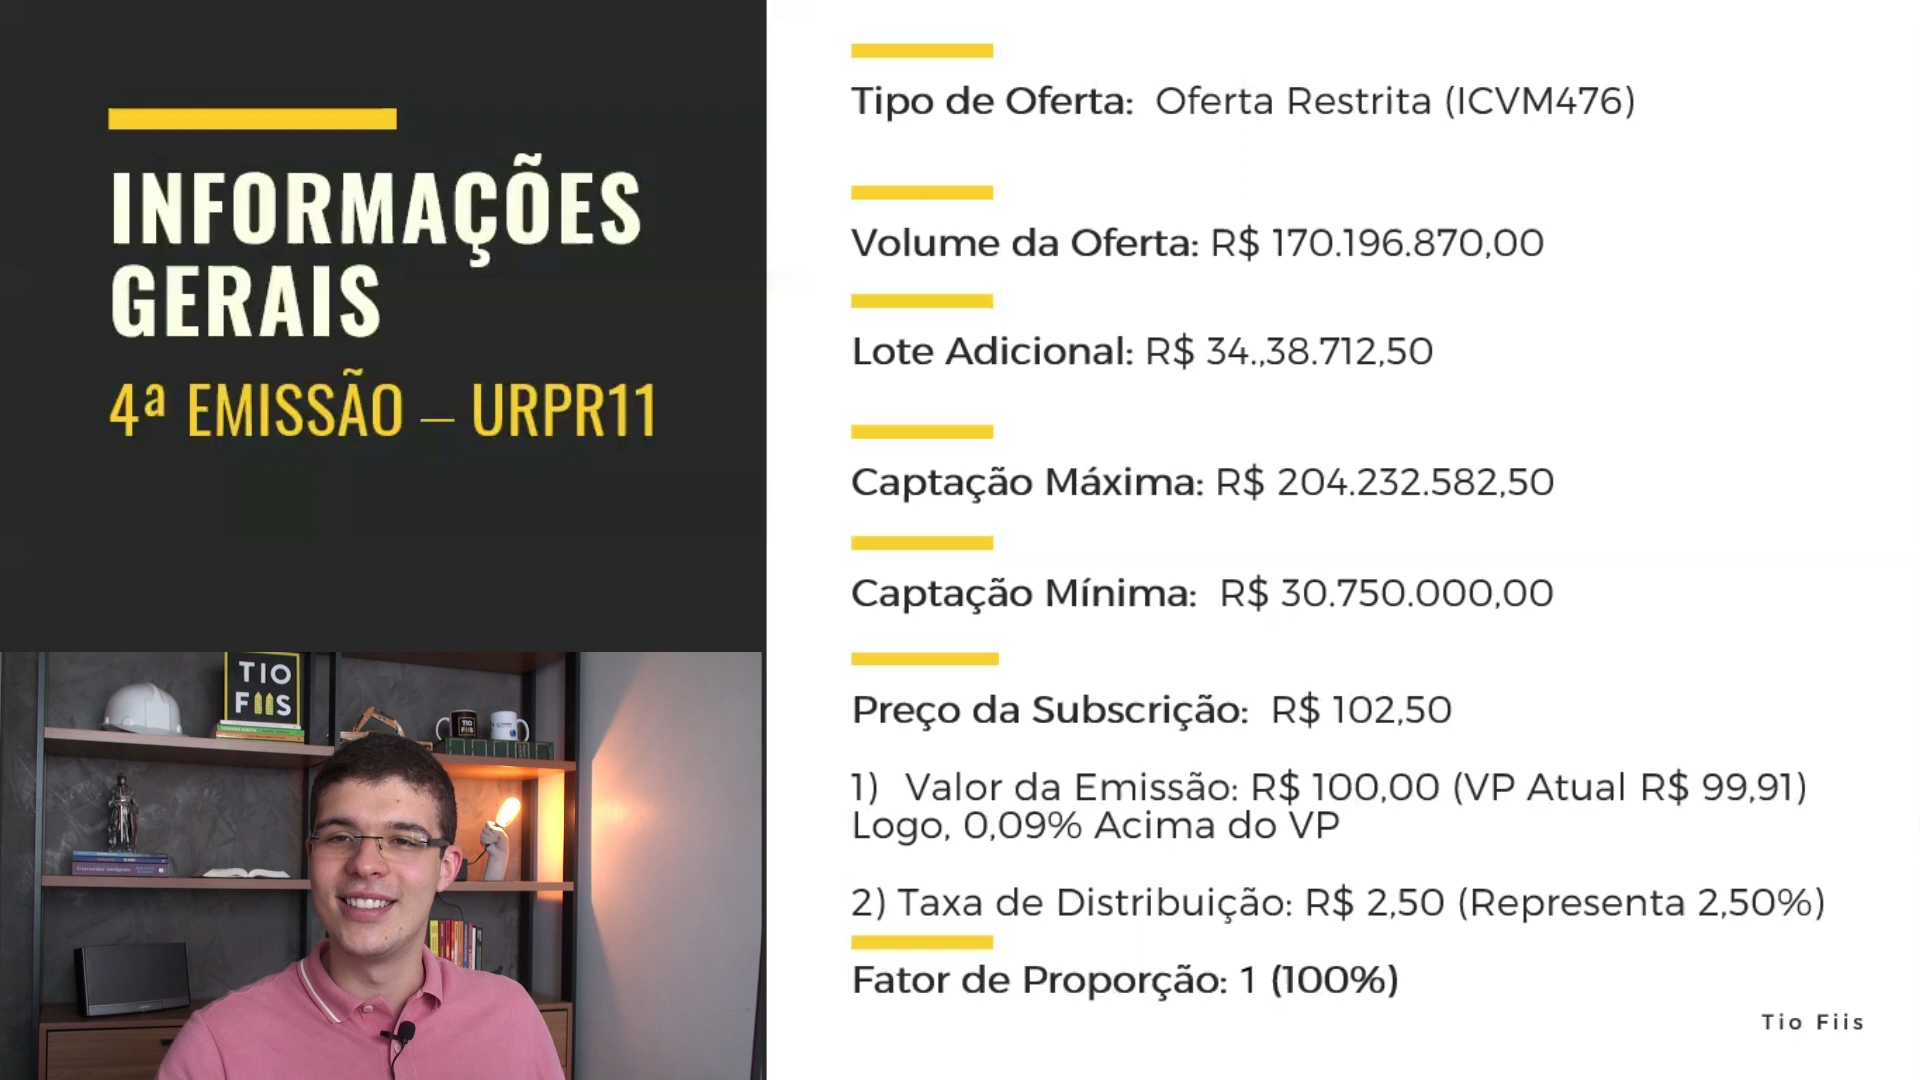 INFORMAÇÕES
GERAIS
4ª EMISSÃO – URPR11
TIO
FIIS
Tipo de Oferta: Oferta Restrita (ICVM476)
Volume da Oferta: R$ 170.196.870,00
Lote Adicional: R$ 34.,38.712,50
Captação Máxima: R$ 204.232.582,50
Captação Mínima: R$ 30.750.000,00
Preço da Subscrição: R$ 102,50
1) Valor da Emissão: R$ 100,00 (VP Atual R$ 99,91)
Logo, 0,09% Acima do VP
2) Taxa de Distribuição: R$ 2,50 (Representa 2,50%)
Fator de Proporção: 1 (100%)
Tio Fiis